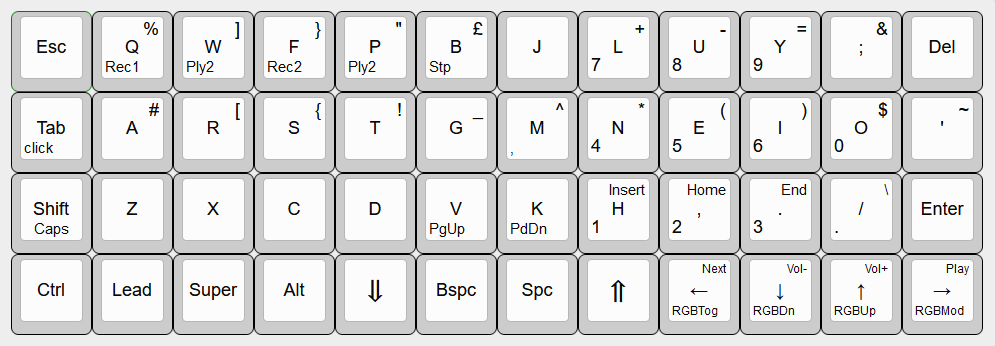 Esc % Q Rec1 ] W Ply2 } F Rec2 " P Ply2 £ B Stp J + L 7 - U 8 = Y 9 & ; Del
Tab click # A [ R { S ! T _ G ^ M , * N 4 ( E 5 ) I 6 $ O 0 ~ '
Shift Caps Z X C D V PgUp K PdDn Insert H 1 Home , 2 End . 3 \ / . Enter
Ctrl Lead Super Alt ⇓ Bspc Spc ⇑ Next ← RGBTog Vol- ↓ RGBDn Vol+ ↑ RGBUp Play → RGBMod